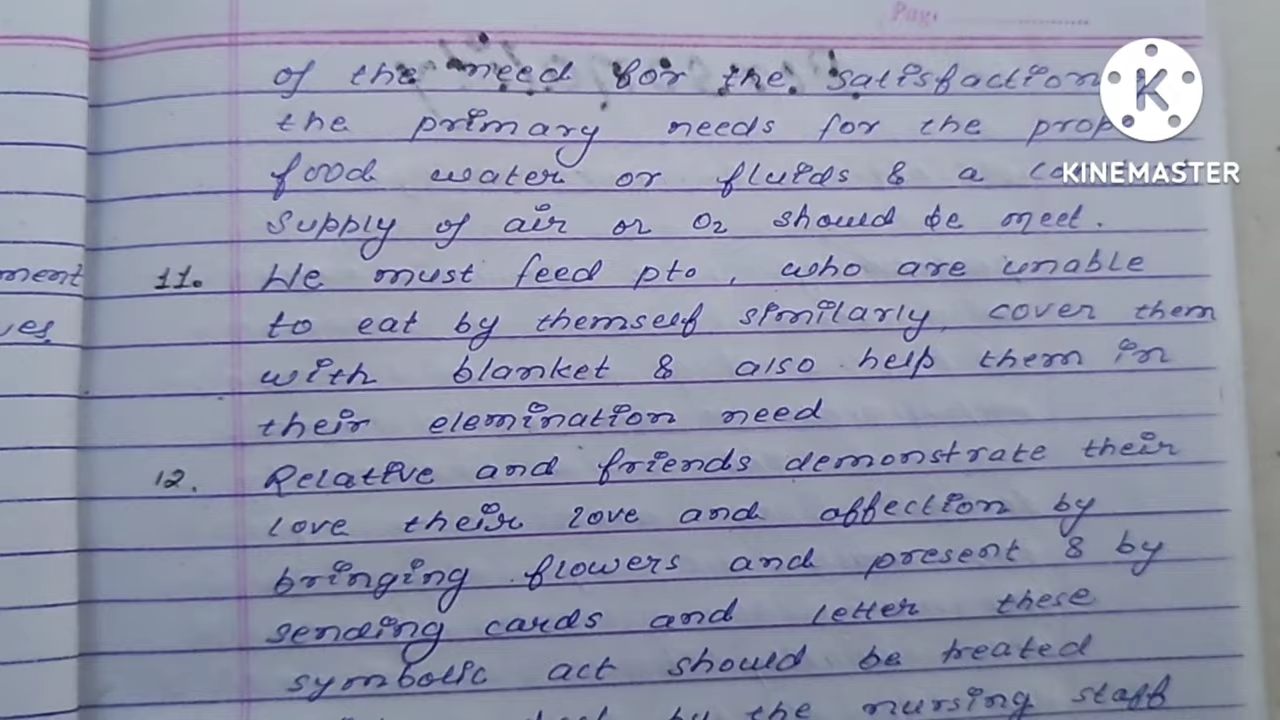 Page
of the need for the satisfaction
the primary needs for the prop
food water or fluids & a co
KINEMASTER
supply of air or O2 should be meet.
ment 11. We must feed pto, who are unable
ves to eat by themself similarly, cover them
with blanket & also help them in
their elemination need
12. Relative and friends demonstrate their
love their love and affection by
bringing flowers and present & by
sending cards and letter these
symbolic act should be treated
by the nursing staff